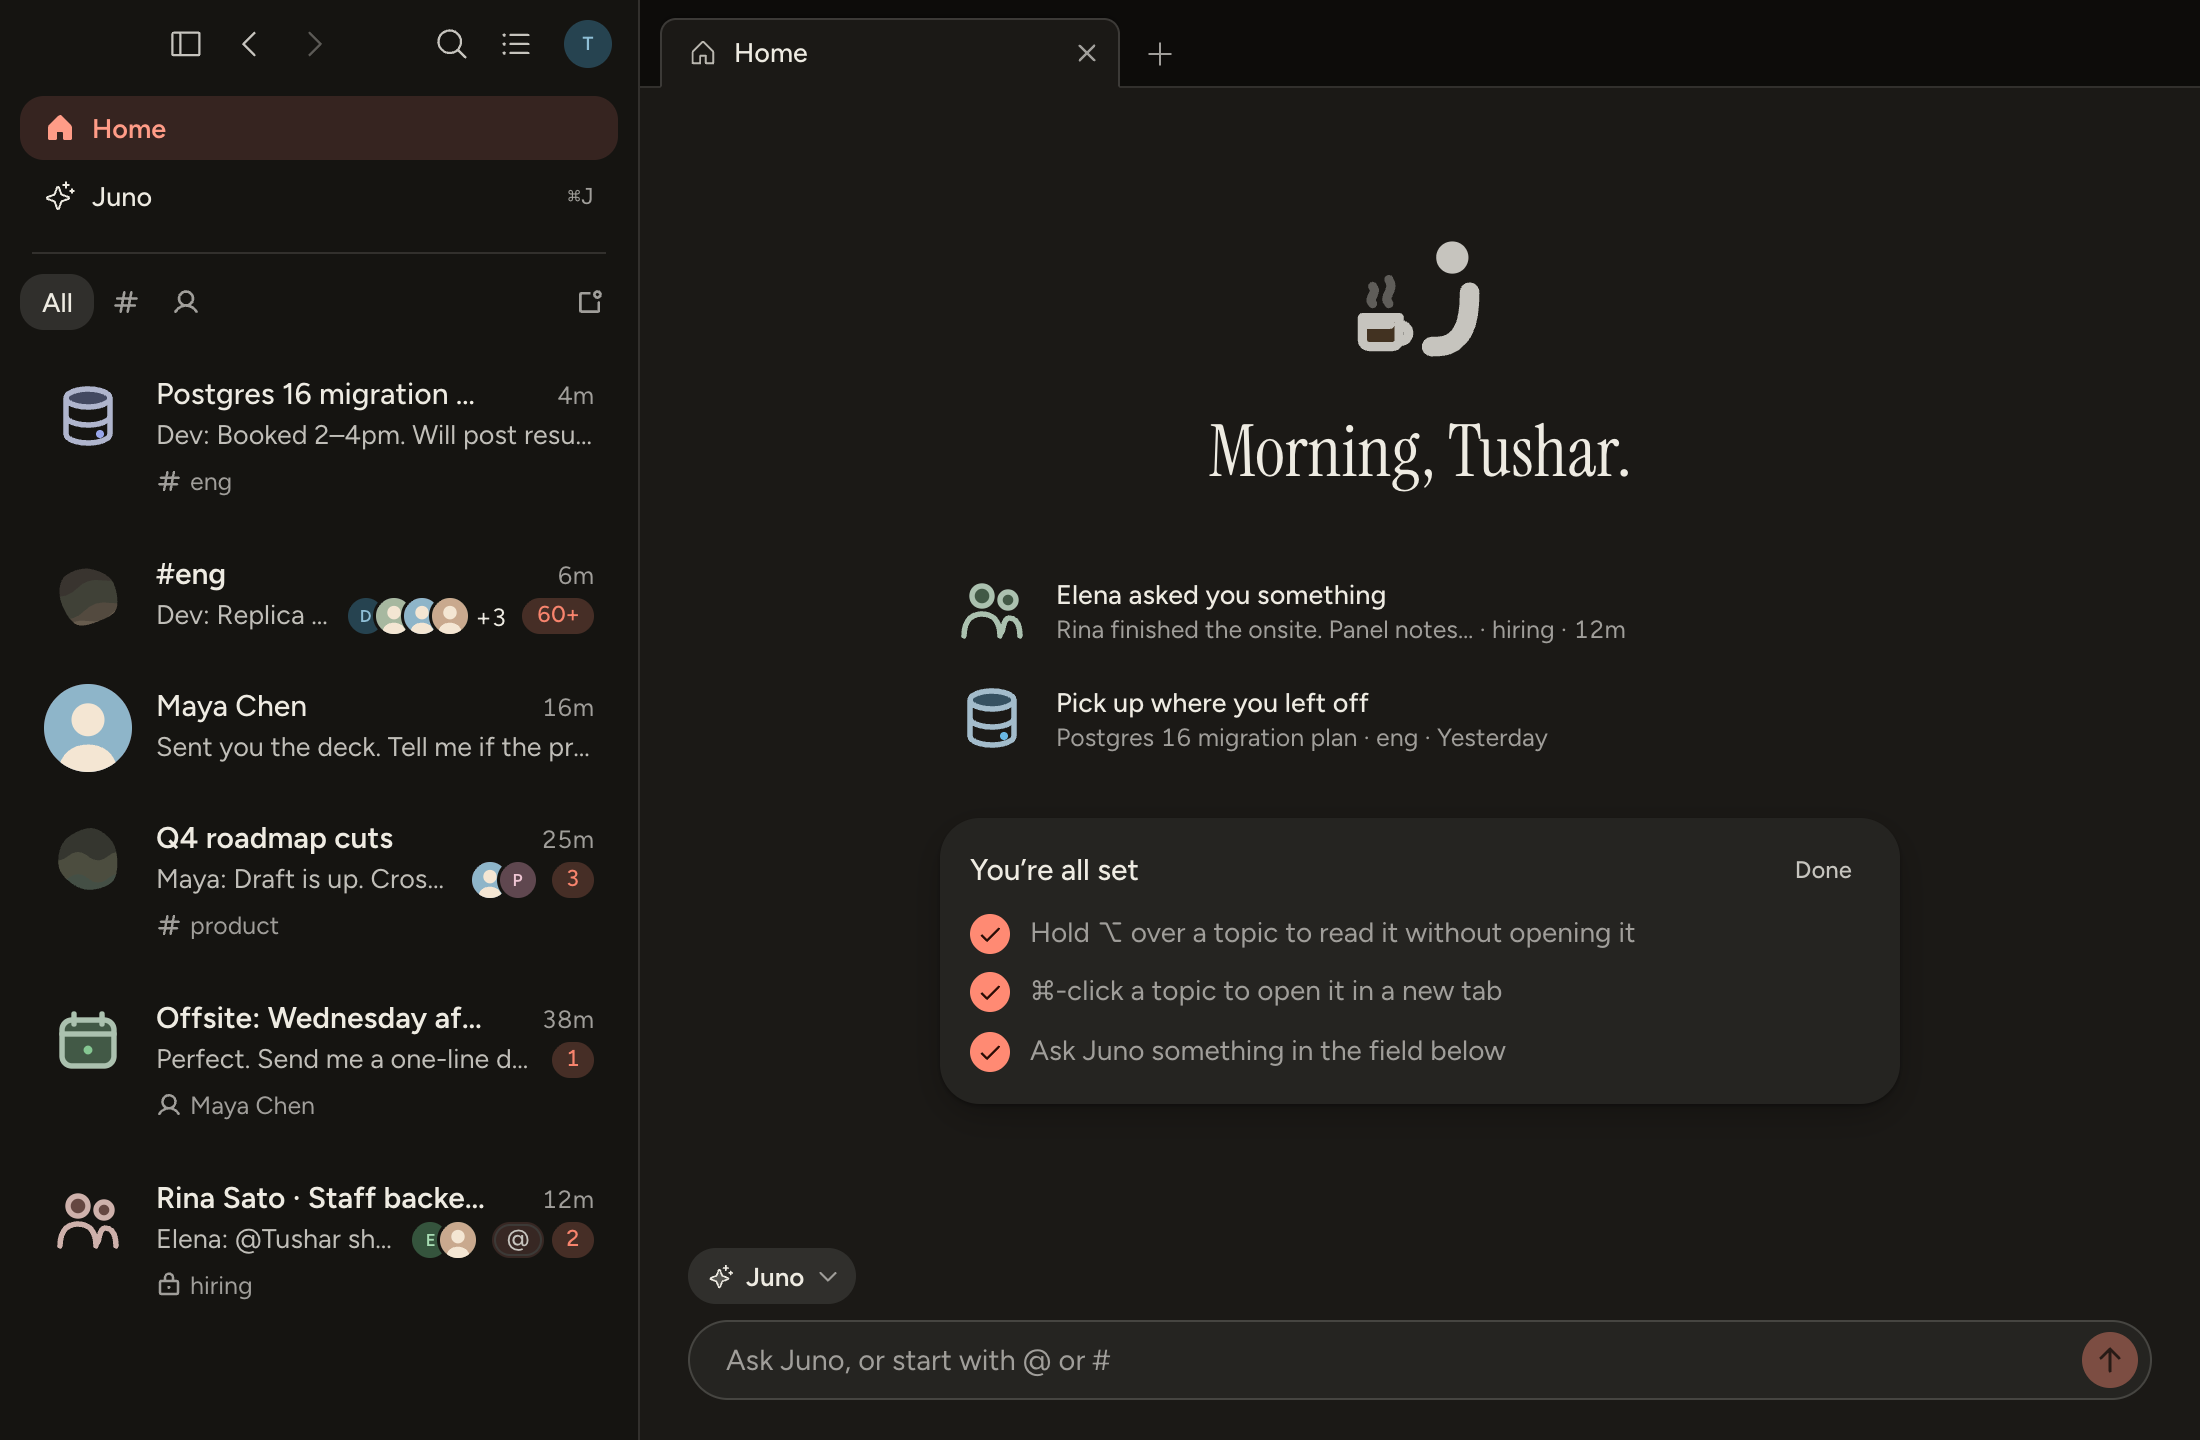 T
Home
Juno ⌘J
All
Postgres 16 migration ... 4m
Dev: Booked 2–4pm. Will post resu...
# eng
#eng 6m
Dev: Replica ... D +3 60+
Maya Chen 16m
Sent you the deck. Tell me if the pr...
Q4 roadmap cuts 25m
Maya: Draft is up. Cros... P 3
# product
Offsite: Wednesday af... 38m
Perfect. Send me a one-line d... 1
Maya Chen
Rina Sato · Staff backe... 12m
Elena: @Tushar sh... E @ 2
hiring
Home
Morning, Tushar.
Elena asked you something
Rina finished the onsite. Panel notes... · hiring · 12m
Pick up where you left off
Postgres 16 migration plan · eng · Yesterday
You’re all set Done
Hold ⌥ over a topic to read it without opening it
⌘-click a topic to open it in a new tab
Ask Juno something in the field below
Juno
Ask Juno, or start with @ or #